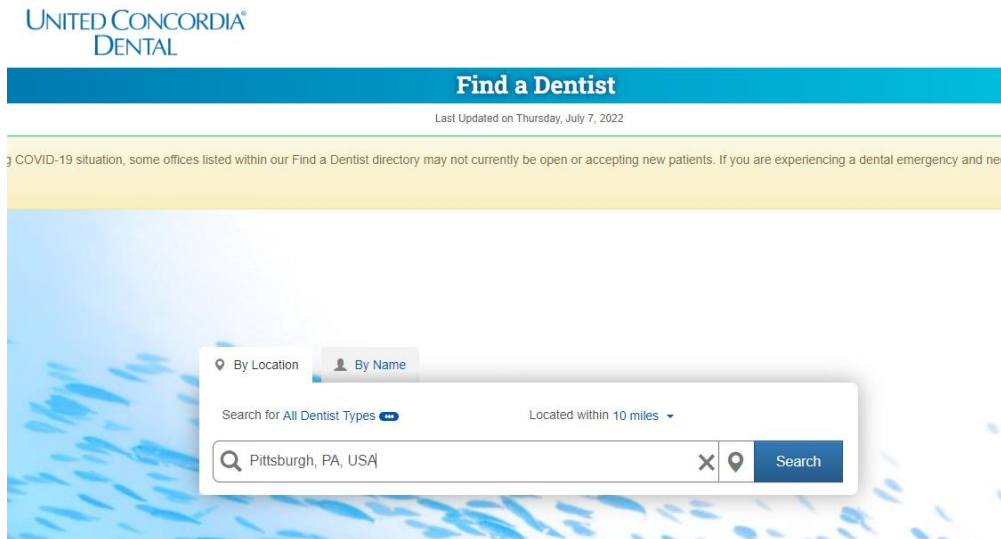 UNITED CONCORDIA®
DENTAL
Find a Dentist
Last Updated on Thursday, July 7, 2022
COVID-19 situation, some offices listed within our Find a Dentist directory may not currently be open or accepting new patients. If you are experiencing a dental emergency and
By Location
By Name
Search for All Dentist Types
Located within 10 miles
Pittsburgh, PA, USA
Search